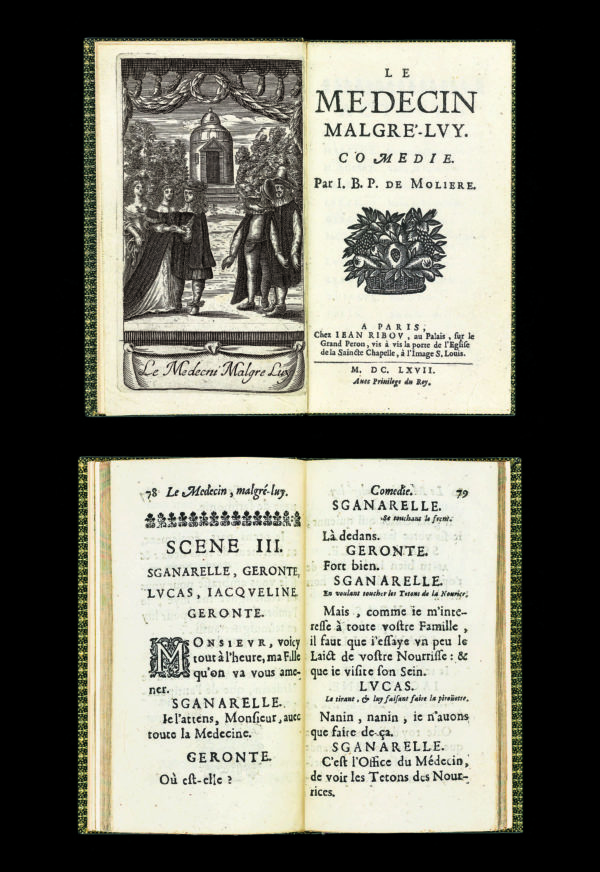 Le Medecni Malgre Luy
LE
MEDECIN
MALGRE'-LVY.
COMEDIE.
Par I. B. P. DE MOLIERE.
A PARIS,
Chez IEAN RIBOV, au Palais, sur le
Grand Peron, vis à vis la porte de l'Eglise
de la Saincte Chapelle, à l'Image S. Louis.
M. DC. LXVII.
Auec Priuilege du Roy.
78 Le Medecin, malgré-luy.
SCENE III.
SGANARELLE, GERONTE,
LVCAS, IACQVELINE.
GERONTE.
MONSIEVR, voicy
tout à l'heure, ma Fille
qu'on va vous ame-
ner.
SGANARELLE.
Ie l'attens, Monsieur, auec
toute la Medecine.
GERONTE.
Où est-elle ?
Comedie. 79
SGANARELLE.
Se touchant le front.
Là dedans.
GERONTE.
Fort bien.
SGANARELLE.
En voulant toucher les Tetons de la Nourice.
Mais, comme ie m'inte-
resse à toute vostre Famille,
il faut que i'essaye vn peu le
Laict de vostre Nourrisse : &
que ie visite son Sein.
LVCAS.
Le tirant, & luy faisant faire la piroüette.
Nanin, nanin, ie n'auons
que faire de ça.
SGANARELLE.
C'est l'Office du Médecin,
de voir les Tetons des Nour-
rices.